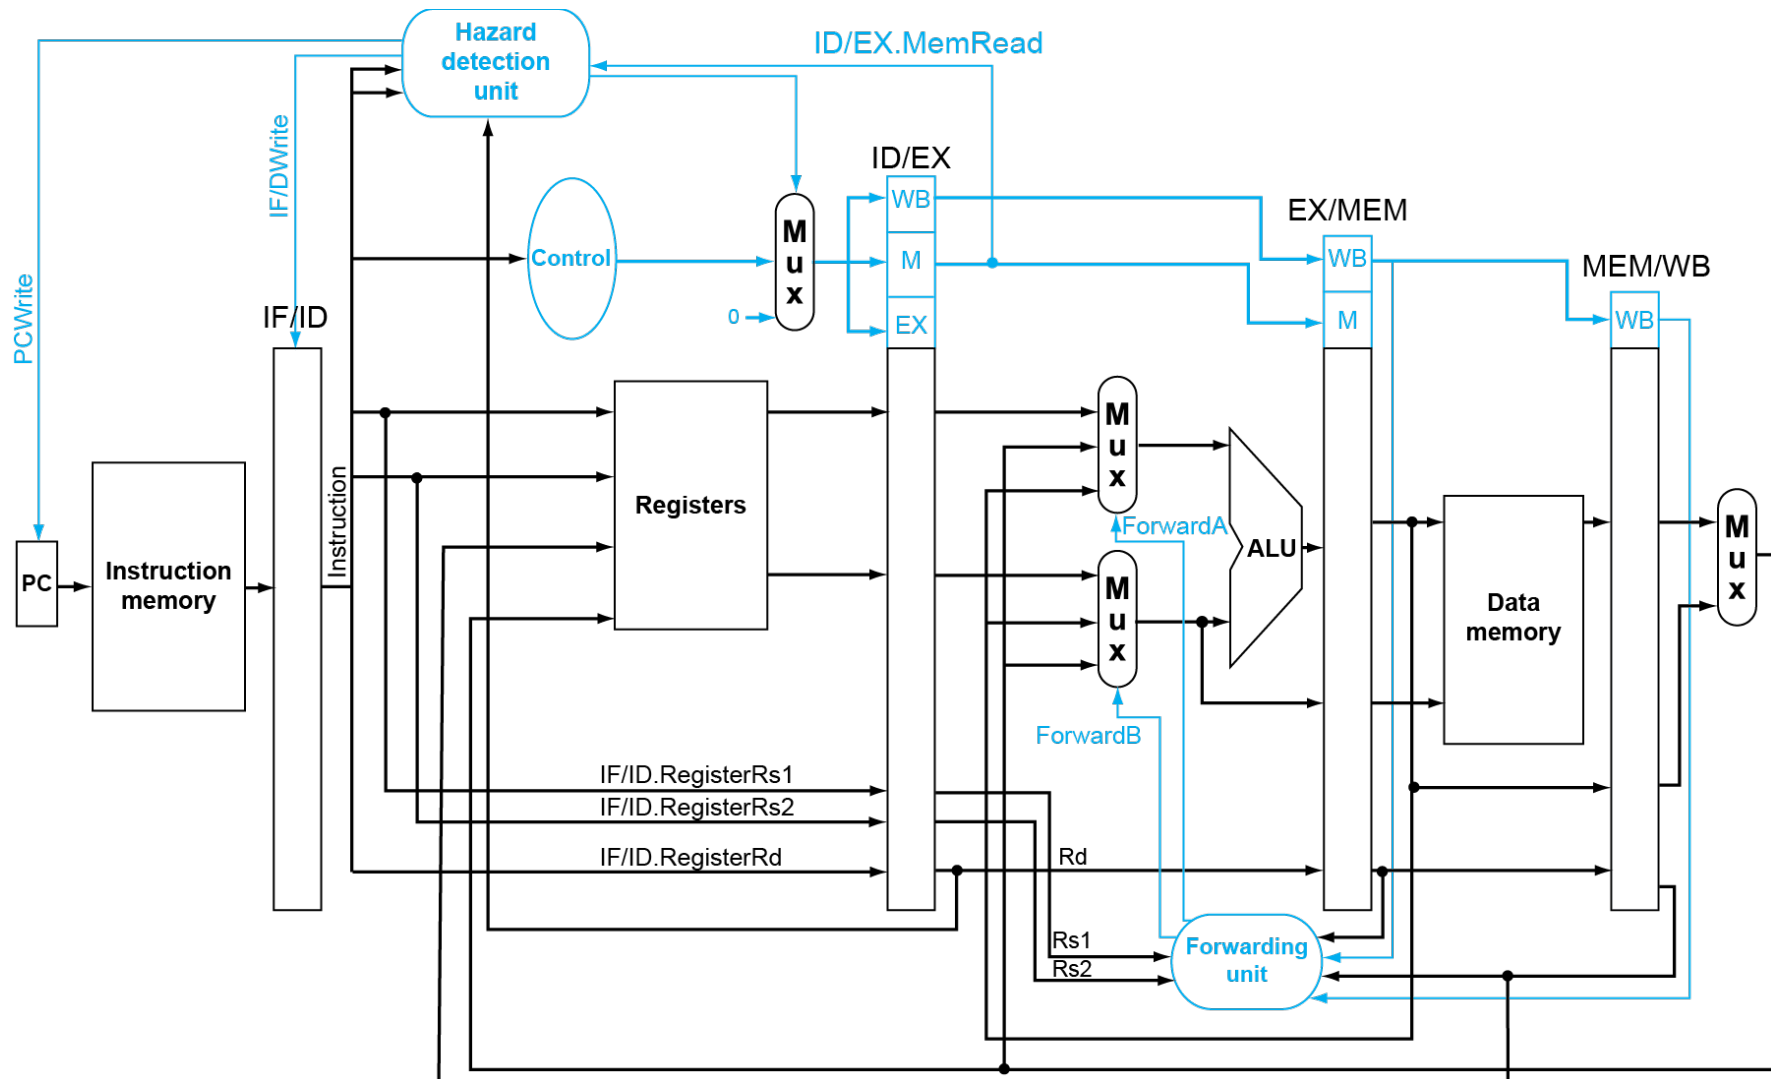 Hazard
detection
unit
ID/EX.MemRead
IF/DWrite
PCWrite
ID/EX
WB
M
EX
Control
M
u
x
0
EX/MEM
WB
M
MEM/WB
WB
IF/ID
Instruction
PC
Instruction
memory
Registers
M
u
x
ForwardA
M
u
x
ForwardB
ALU
Data
memory
M
u
x
IF/ID.RegisterRs1
IF/ID.RegisterRs2
IF/ID.RegisterRd
Rd
Rs1
Rs2
Forwarding
unit